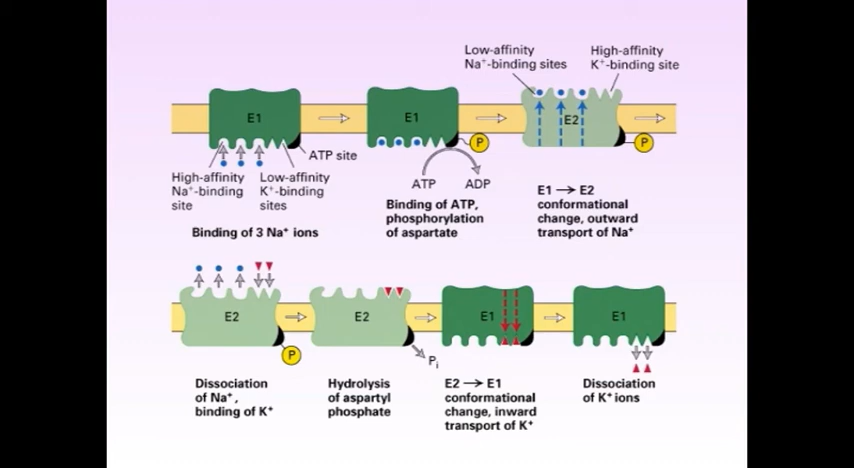 Low-affinity
Na⁺-binding sites
High-affinity
K⁺-binding site
E1
E1
E2
P
P
ATP site
High-affinity
Na⁺-binding
site
Low-affinity
K⁺-binding
sites
ATP
ADP
Binding of 3 Na⁺ ions
Binding of ATP,
phosphorylation
of aspartate
E1 → E2
conformational
change, outward
transport of Na⁺
E2
E2
E1
E1
P
Pi
Dissociation
of Na⁺,
binding of K⁺
Hydrolysis
of aspartyl
phosphate
E2 → E1
conformational
change, inward
transport of K⁺
Dissociation
of K⁺ ions